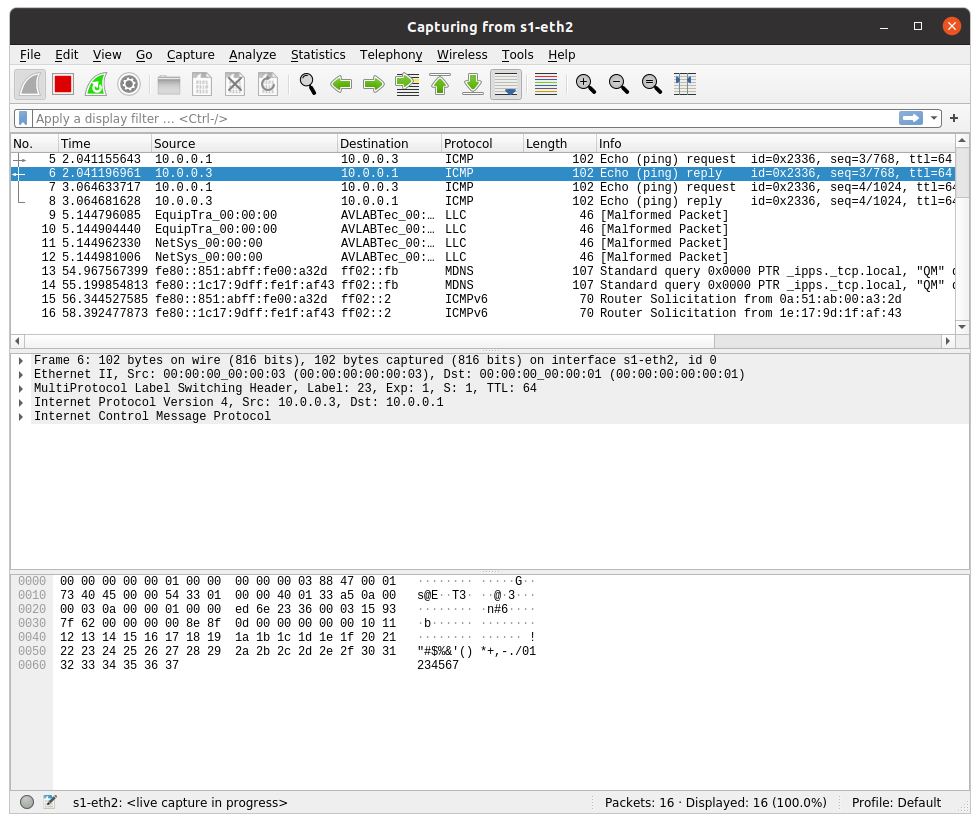 Capturing from s1-eth2
File Edit View Go Capture Analyze Statistics Telephony Wireless Tools Help
Apply a display filter ... <Ctrl-/>
No. Time Source Destination Protocol Length Info
5 2.041155643 10.0.0.1 10.0.0.3 ICMP 102 Echo (ping) request id=0x2336, seq=3/768, ttl=64
6 2.041196961 10.0.0.3 10.0.0.1 ICMP 102 Echo (ping) reply id=0x2336, seq=3/768, ttl=64
7 3.064633717 10.0.0.1 10.0.0.3 ICMP 102 Echo (ping) request id=0x2336, seq=4/1024, ttl=64
8 3.064681628 10.0.0.3 10.0.0.1 ICMP 102 Echo (ping) reply id=0x2336, seq=4/1024, ttl=64
9 5.144796085 EquipTra_00:00:00 AVLABTec_00:… LLC 46 [Malformed Packet]
10 5.144904440 EquipTra_00:00:00 AVLABTec_00:… LLC 46 [Malformed Packet]
11 5.144962330 NetSys_00:00:00 AVLABTec_00:… LLC 46 [Malformed Packet]
12 5.144981006 NetSys_00:00:00 AVLABTec_00:… LLC 46 [Malformed Packet]
13 54.967567399 fe80::851:abff:fe00:a32d ff02::fb MDNS 107 Standard query 0x0000 PTR _ipps._tcp.local, "QM"
14 55.199854813 fe80::1c17:9dff:fe1f:af43 ff02::fb MDNS 107 Standard query 0x0000 PTR _ipps._tcp.local, "QM"
15 56.344527585 fe80::851:abff:fe00:a32d ff02::2 ICMPv6 70 Router Solicitation from 0a:51:ab:00:a3:2d
16 58.392477873 fe80::1c17:9dff:fe1f:af43 ff02::2 ICMPv6 70 Router Solicitation from 1e:17:9d:1f:af:43
Frame 6: 102 bytes on wire (816 bits), 102 bytes captured (816 bits) on interface s1-eth2, id 0
Ethernet II, Src: 00:00:00_00:00:03 (00:00:00:00:00:03), Dst: 00:00:00_00:00:01 (00:00:00:00:00:01)
MultiProtocol Label Switching Header, Label: 23, Exp: 1, S: 1, TTL: 64
Internet Protocol Version 4, Src: 10.0.0.3, Dst: 10.0.0.1
Internet Control Message Protocol
0000 00 00 00 00 00 01 00 00 00 00 00 03 88 47 00 01 ········ ·····G··
0010 73 40 45 00 00 54 33 01 00 00 40 01 33 a5 0a 00 s@E··T3· ··@·3···
0020 00 03 0a 00 00 01 00 00 ed 6e 23 36 00 03 15 93 ········ ·n#6····
0030 7f 62 00 00 00 00 8e 8f 0d 00 00 00 00 00 10 11 ·b······ ········
0040 12 13 14 15 16 17 18 19 1a 1b 1c 1d 1e 1f 20 21 ········ ······ !
0050 22 23 24 25 26 27 28 29 2a 2b 2c 2d 2e 2f 30 31 "#$%&'() *+,-./01
0060 32 33 34 35 36 37 234567
s1-eth2: <live capture in progress> Packets: 16 · Displayed: 16 (100.0%) Profile: Default